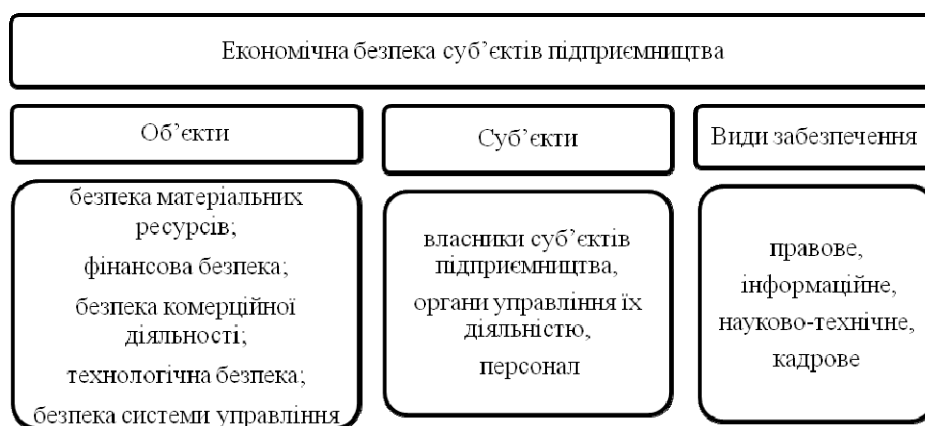 Економічна безпека суб’єктів підприємництва
Об’єкти
безпека матеріальних
ресурсів;
фінансова безпека;
безпека комерційної
діяльності;
технологічна безпека;
безпека системи управління
Суб’єкти
власники суб’єктів
підприємництва,
органи управління їх
діяльністю,
персонал
Види забезпечення
правове,
інформаційне,
науково-технічне,
кадрове